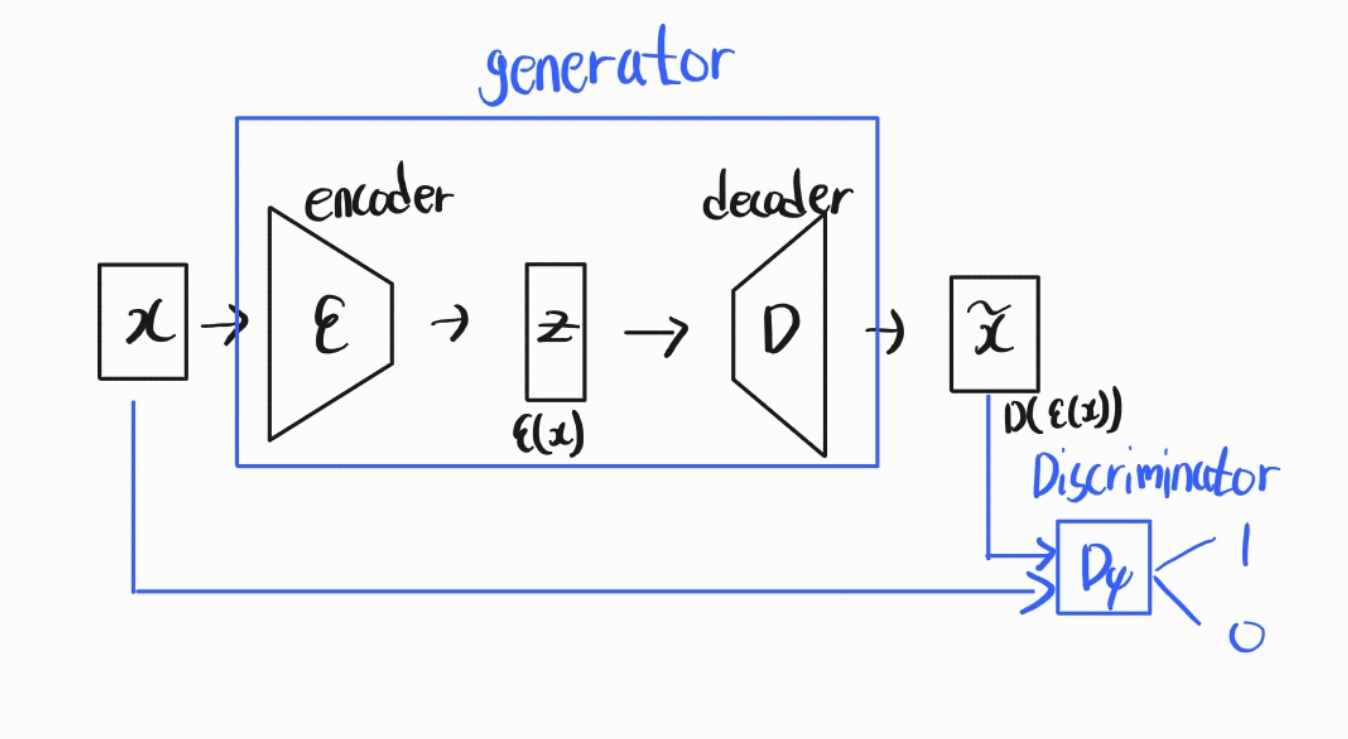 generator
encoder
decoder
x → ℰ → z → D → x̃
ℰ(x)
D(ℰ(x))
Discriminator
Dψ
1
0